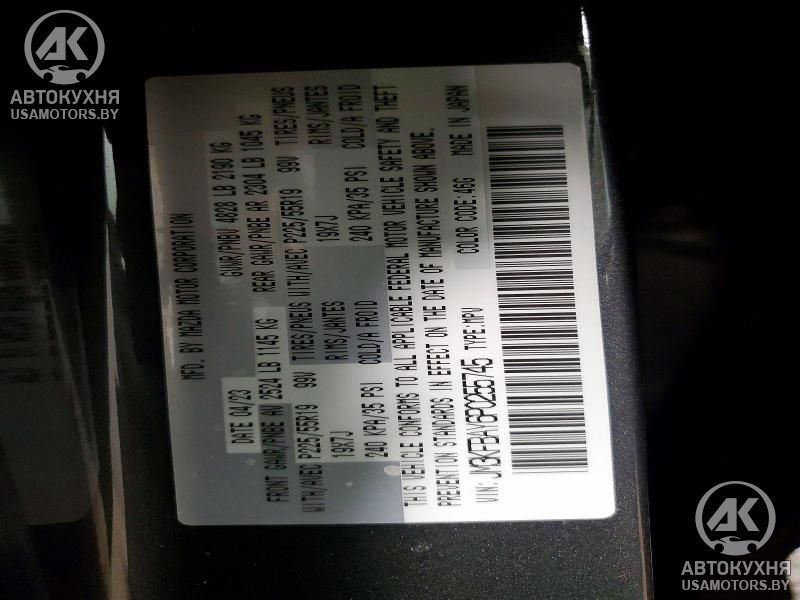 AK
АВТОКУХНЯ
USAMOTORS.BY
MFD. BY MAZDA MOTOR CORPORATION
DATE 04/23 GVWR/PNBV 4828 LB 2190 KG
FRONT GAWR/PNBE AV 2524 LB 1145 KG REAR GAWR/PNBE AR 2304 LB 1045 KG
WITH/AVEC P225/55R19 99V TIRES/PNEUS WITH/AVEC P225/55R19 99V TIRES/PNEUS
19X7J RIMS/JANTES 19X7J RIMS/JANTES
240 KPA/35 PSI COLD/A FROID 240 KPA/35 PSI COLD/A FROID
THIS VEHICLE CONFORMS TO ALL APPLICABLE FEDERAL MOTOR VEHICLE SAFETY AND THEFT
PREVENTION STANDARDS IN EFFECT ON THE DATE OF MANUFACTURE SHOWN ABOVE.
VIN: JM3KFBAY6P0255745 TYPE:MPV COLOR CODE:46G MADE IN JAPAN
AK
АВТОКУХНЯ
USAMOTORS.BY